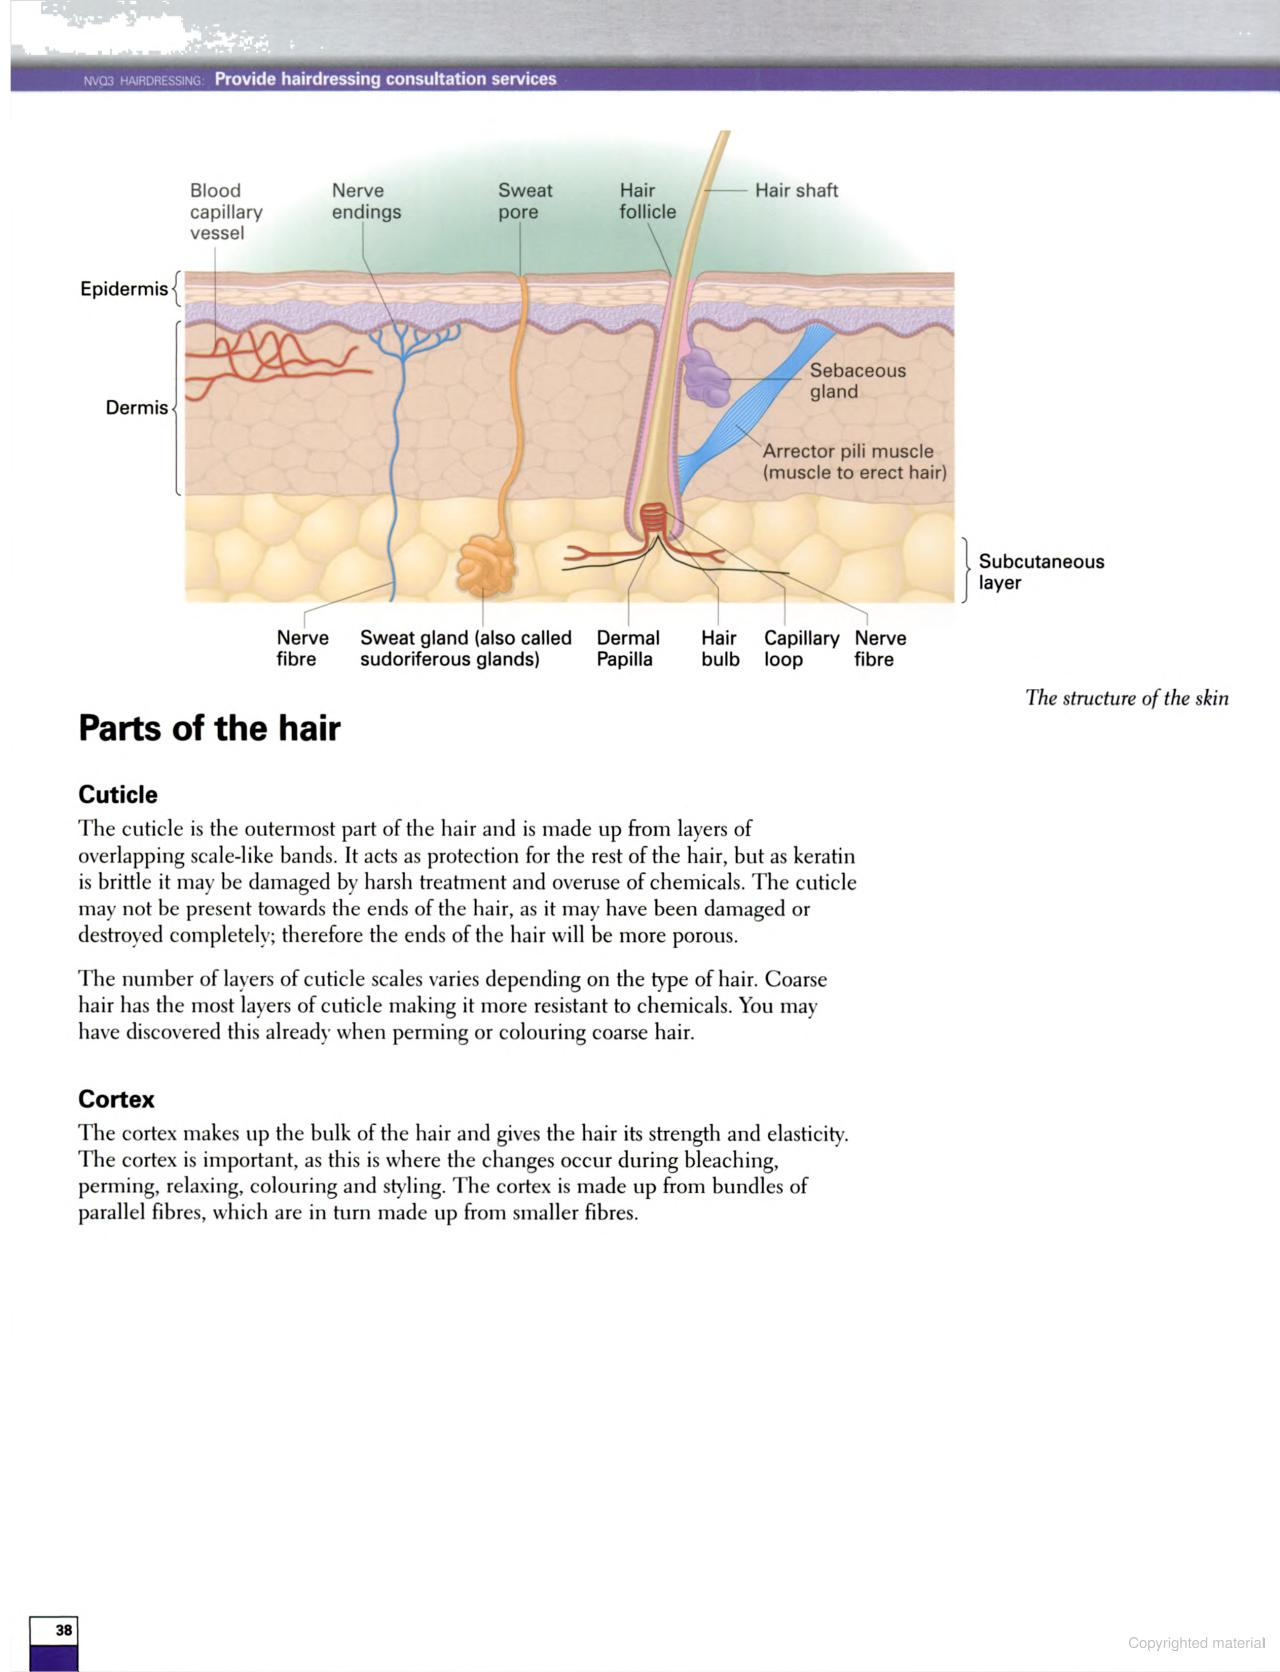 NVQ3 HAIRDRESSING: Provide hairdressing consultation services
Blood
capillary
vessel
Nerve
endings
Sweat
pore
Hair
follicle
Hair shaft
Epidermis
Dermis
Sebaceous
gland
Arrector pili muscle
(muscle to erect hair)
Subcutaneous
layer
Nerve
fibre
Sweat gland (also called
sudoriferous glands)
Dermal
Papilla
Hair
bulb
Capillary
loop
Nerve
fibre
The structure of the skin
Parts of the hair
Cuticle
The cuticle is the outermost part of the hair and is made up from layers of
overlapping scale-like bands. It acts as protection for the rest of the hair, but as keratin
is brittle it may be damaged by harsh treatment and overuse of chemicals. The cuticle
may not be present towards the ends of the hair, as it may have been damaged or
destroyed completely; therefore the ends of the hair will be more porous.
The number of layers of cuticle scales varies depending on the type of hair. Coarse
hair has the most layers of cuticle making it more resistant to chemicals. You may
have discovered this already when perming or colouring coarse hair.
Cortex
The cortex makes up the bulk of the hair and gives the hair its strength and elasticity.
The cortex is important, as this is where the changes occur during bleaching,
perming, relaxing, colouring and styling. The cortex is made up from bundles of
parallel fibres, which are in turn made up from smaller fibres.
38
Copyrighted material